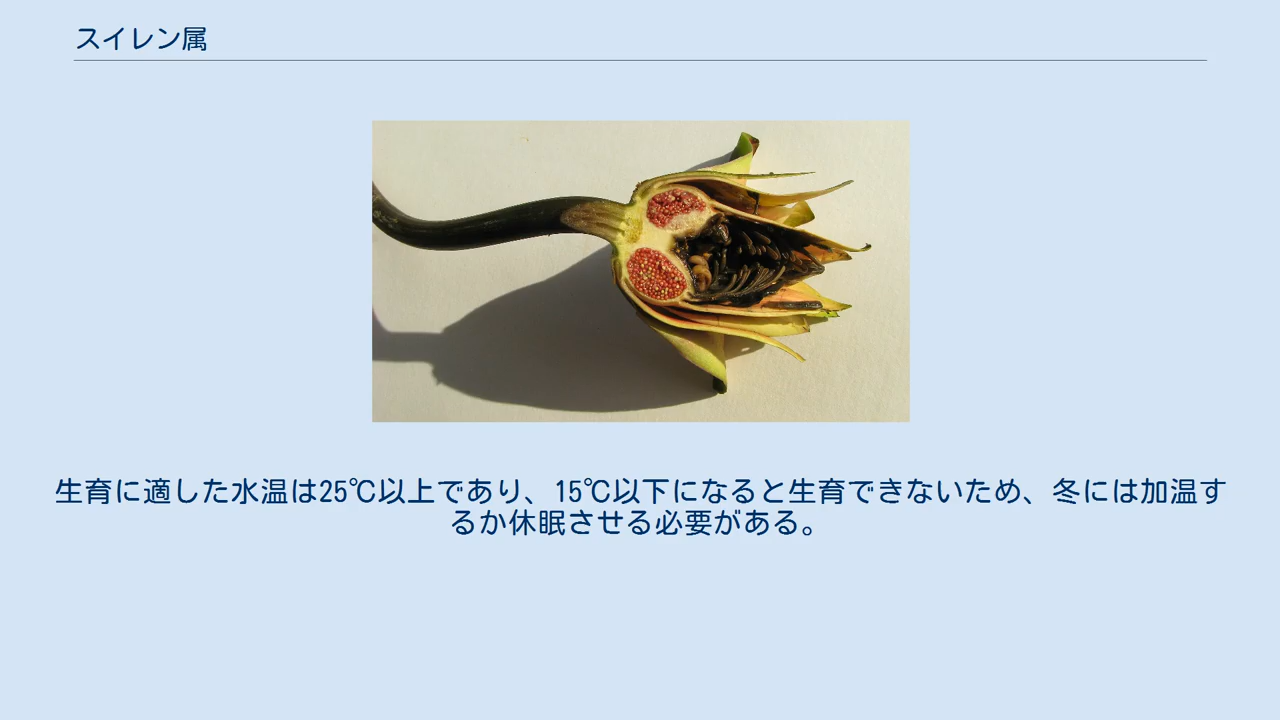 スイレン属
生育に適した水温は25℃以上であり、15℃以下になると生育できないため、冬には加温す
るか休眠させる必要がある。